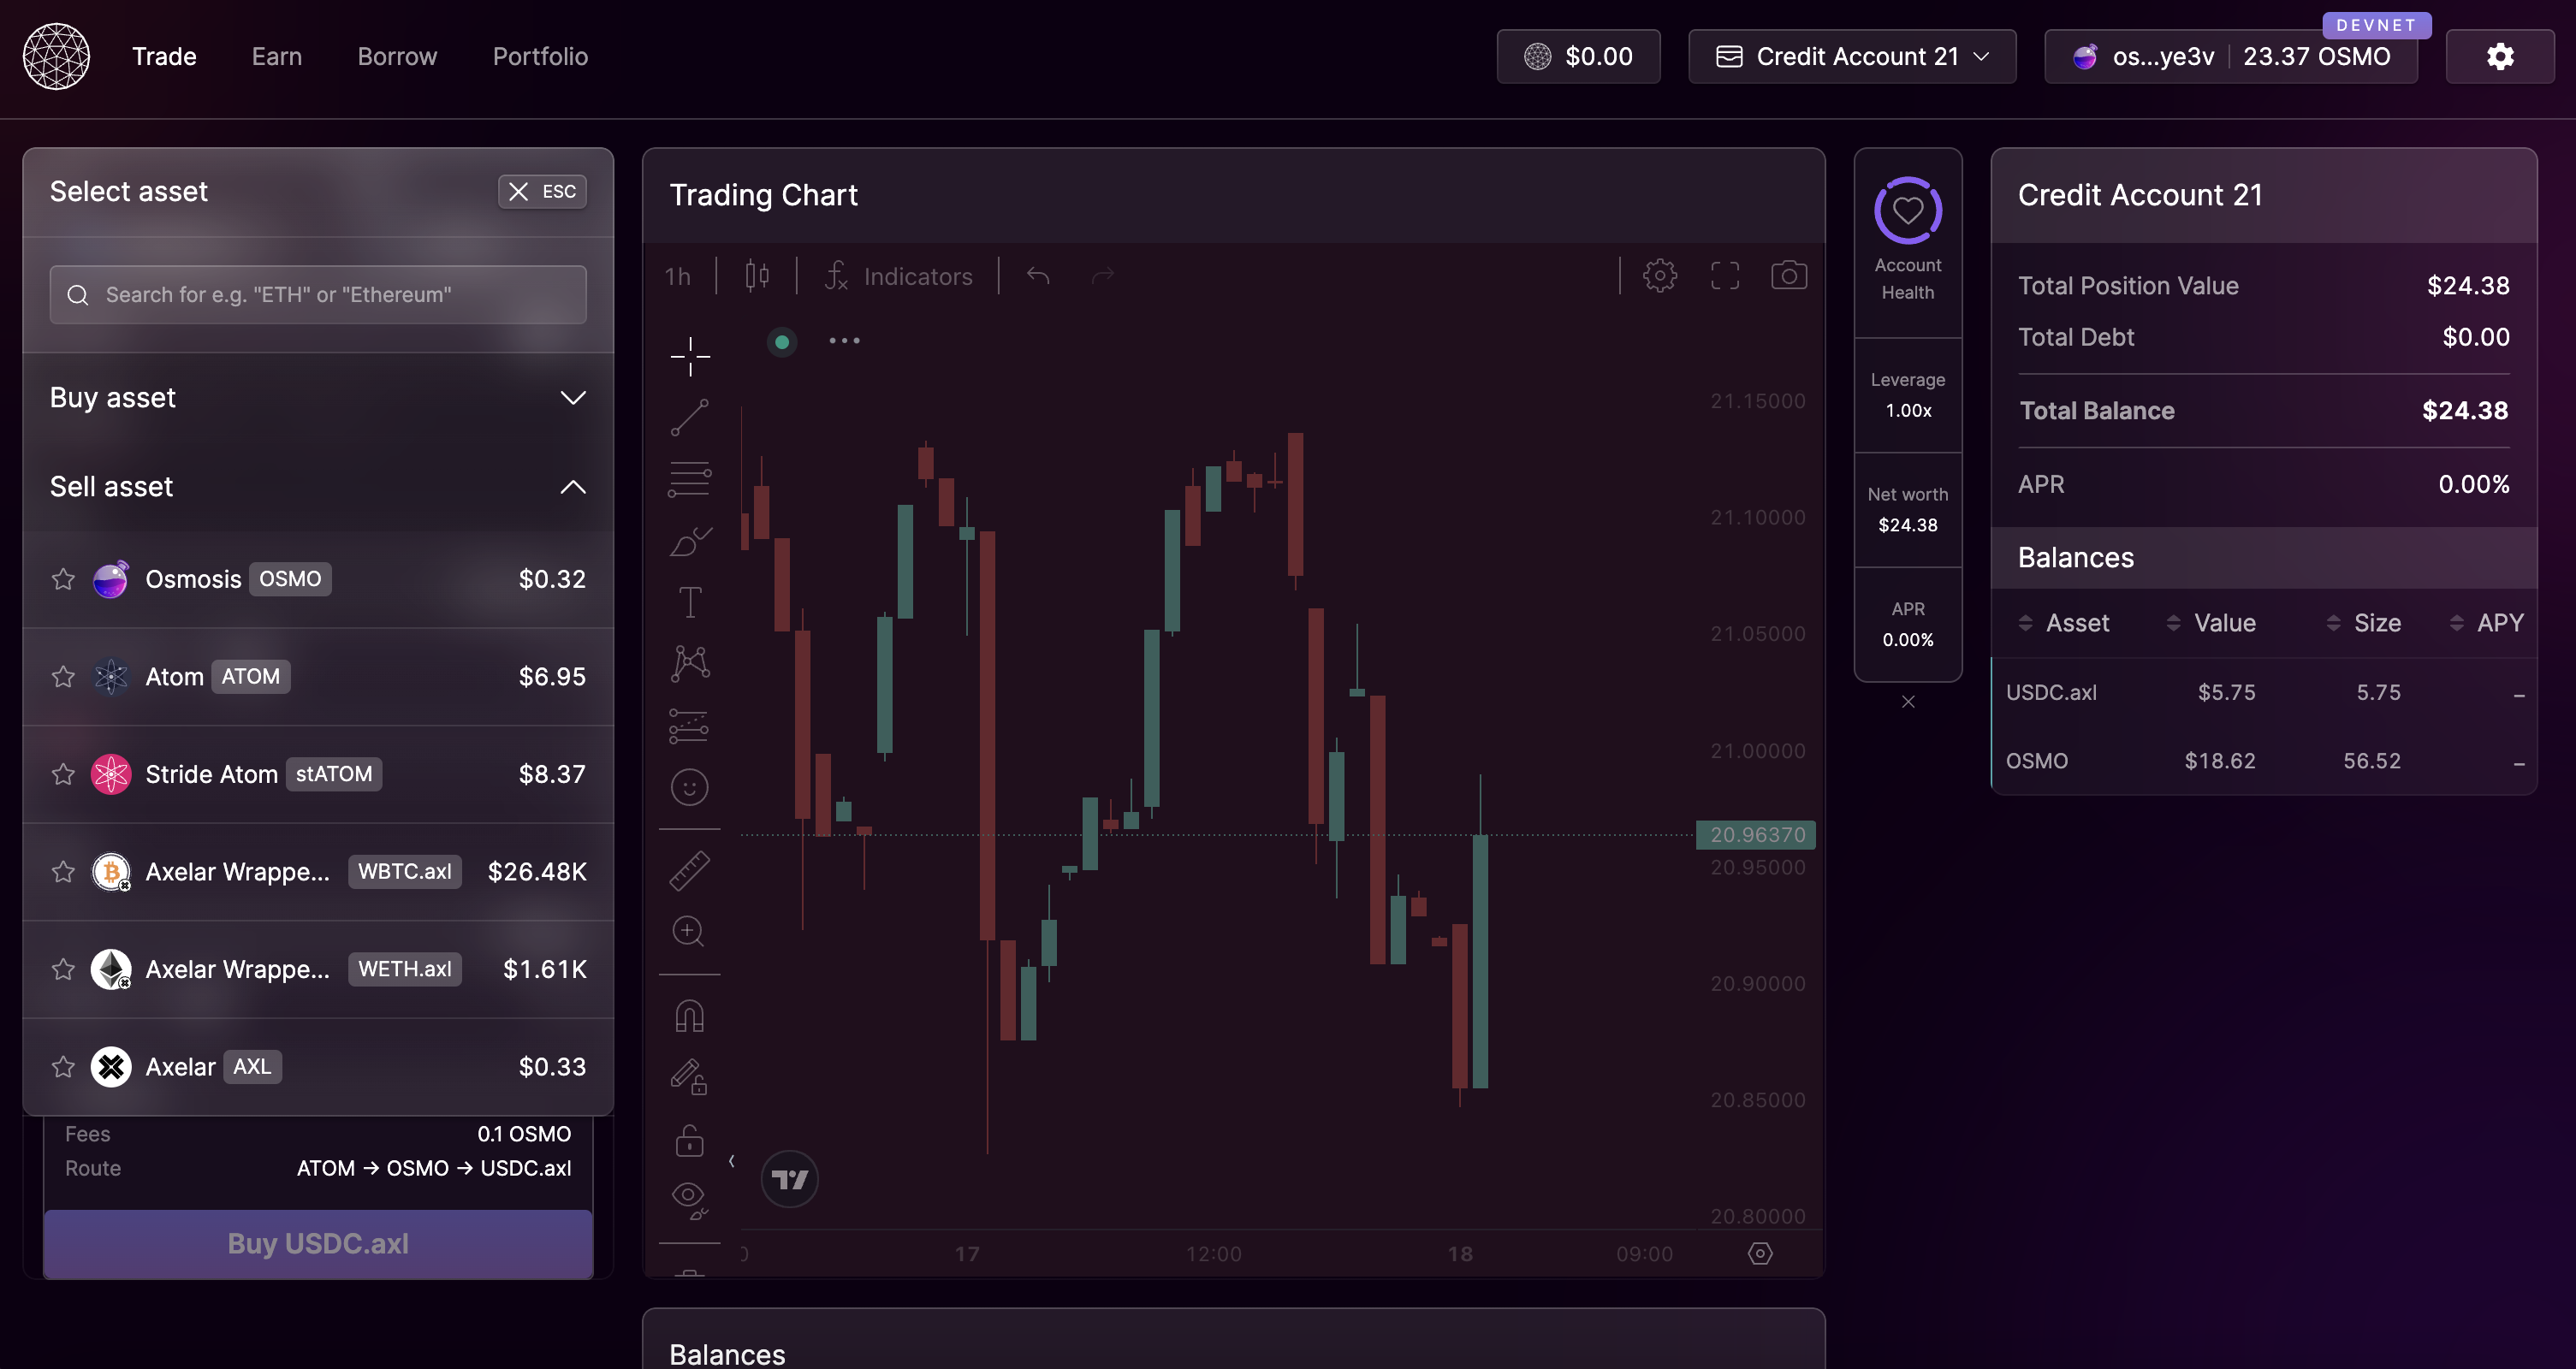 Trade Earn Borrow Portfolio $0.00 Credit Account 21 os...ye3v 23.37 OSMO
DEVNET
Select asset
ESC
Search for e.g. "ETH" or "Ethereum"
Buy asset
Sell asset
Osmosis OSMO $0.32
Atom ATOM $6.95
Stride Atom stATOM $8.37
Axelar Wrappe... WBTC.axl $26.48K
Axelar Wrappe... WETH.axl $1.61K
Axelar AXL $0.33
Fees 0.1 OSMO
Route ATOM → OSMO → USDC.axl
Buy USDC.axl
Trading Chart
1h Indicators
21.15000
21.10000
21.05000
21.00000
20.96370
20.95000
20.90000
20.85000
20.80000
17 12:00 18 09:00
Balances
Account
Health
Leverage
1.00x
Net worth
$24.38
APR
0.00%
Credit Account 21
Total Position Value $24.38
Total Debt $0.00
Total Balance $24.38
APR 0.00%
Balances
Asset Value Size APY
USDC.axl $5.75 5.75 –
OSMO $18.62 56.52 –